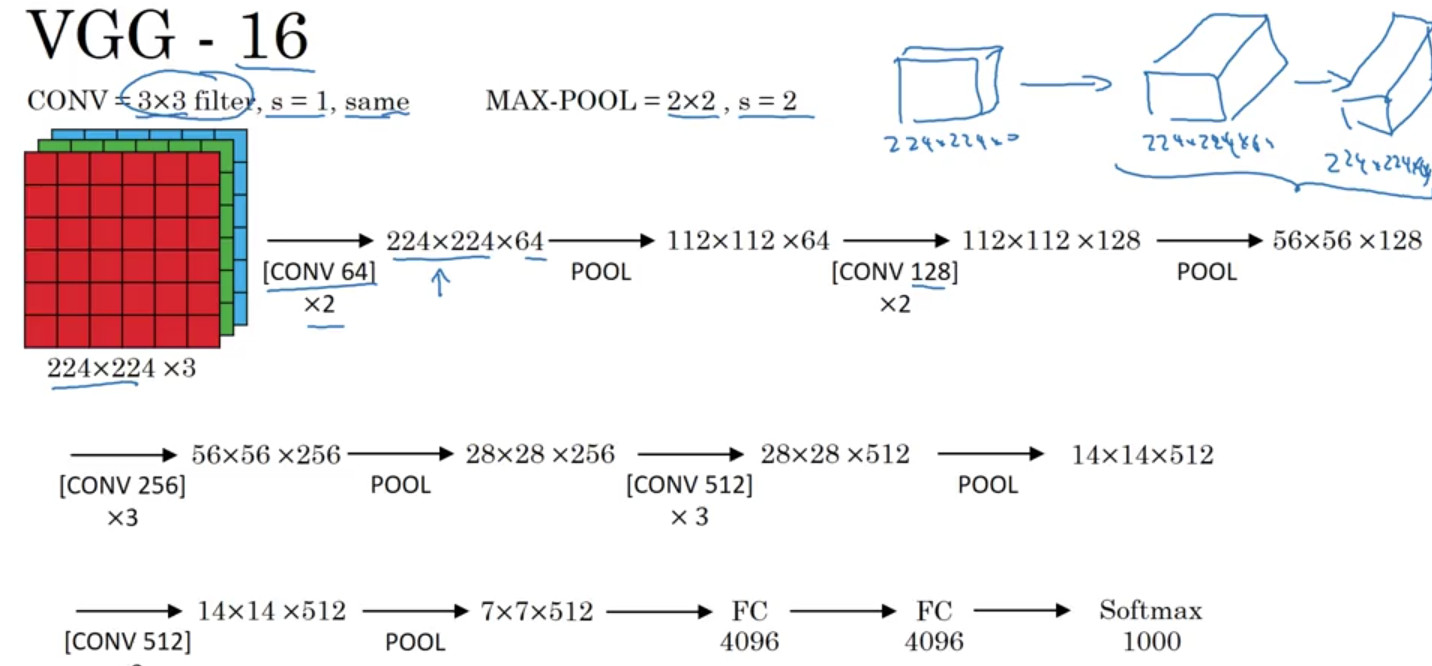 VGG - 16
CONV = 3×3 filter, s = 1, same
MAX-POOL = 2×2 , s = 2
224×224×3
224×224×64
224×224
224×224×64
[CONV 64]
×2
POOL
112×112 ×64
[CONV 128]
×2
112×112 ×128
POOL
56×56 ×128
224×224 ×3
[CONV 256]
×3
56×56 ×256
POOL
28×28 ×256
[CONV 512]
× 3
28×28 ×512
POOL
14×14×512
[CONV 512]
14×14 ×512
POOL
7×7×512
FC
4096
FC
4096
Softmax
1000